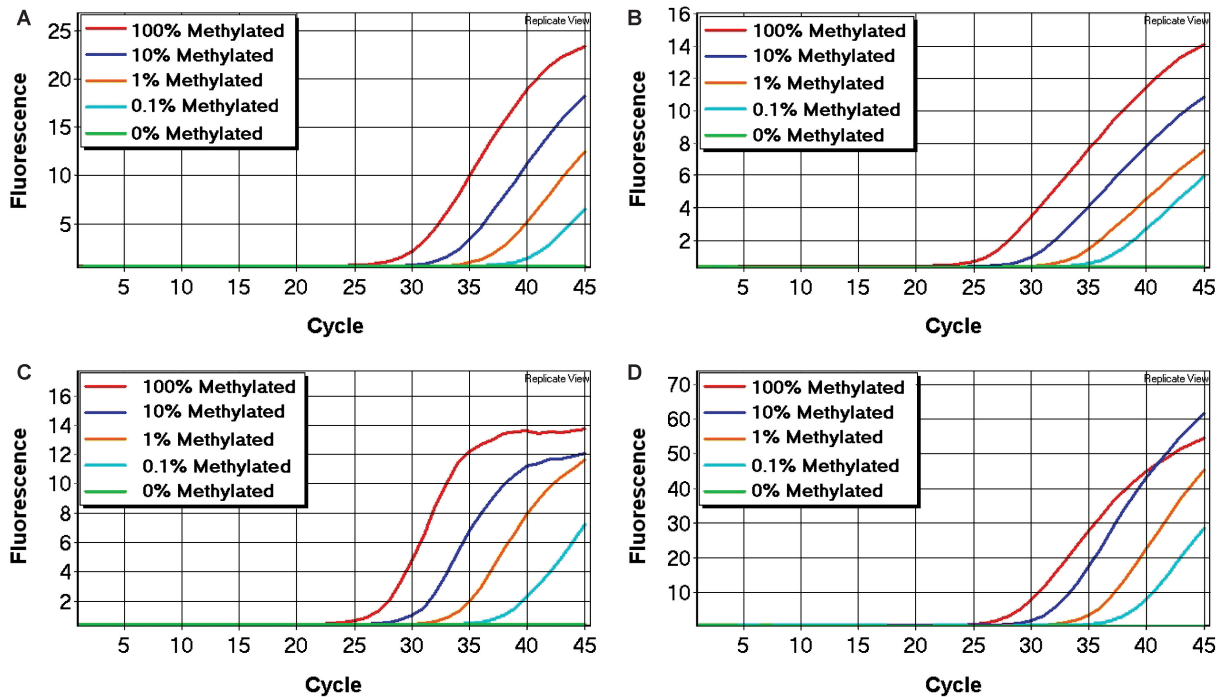 A
Replicate View
100% Methylated
10% Methylated
1% Methylated
0.1% Methylated
0% Methylated
Fluorescence
25
20
15
10
5
5 10 15 20 25 30 35 40 45
Cycle
B
Replicate View
100% Methylated
10% Methylated
1% Methylated
0.1% Methylated
0% Methylated
Fluorescence
16
14
12
10
8
6
4
2
5 10 15 20 25 30 35 40 45
Cycle
C
Replicate View
100% Methylated
10% Methylated
1% Methylated
0.1% Methylated
0% Methylated
Fluorescence
16
14
12
10
8
6
4
2
5 10 15 20 25 30 35 40 45
Cycle
D
Replicate View
100% Methylated
10% Methylated
1% Methylated
0.1% Methylated
0% Methylated
Fluorescence
70
60
50
40
30
20
10
5 10 15 20 25 30 35 40 45
Cycle